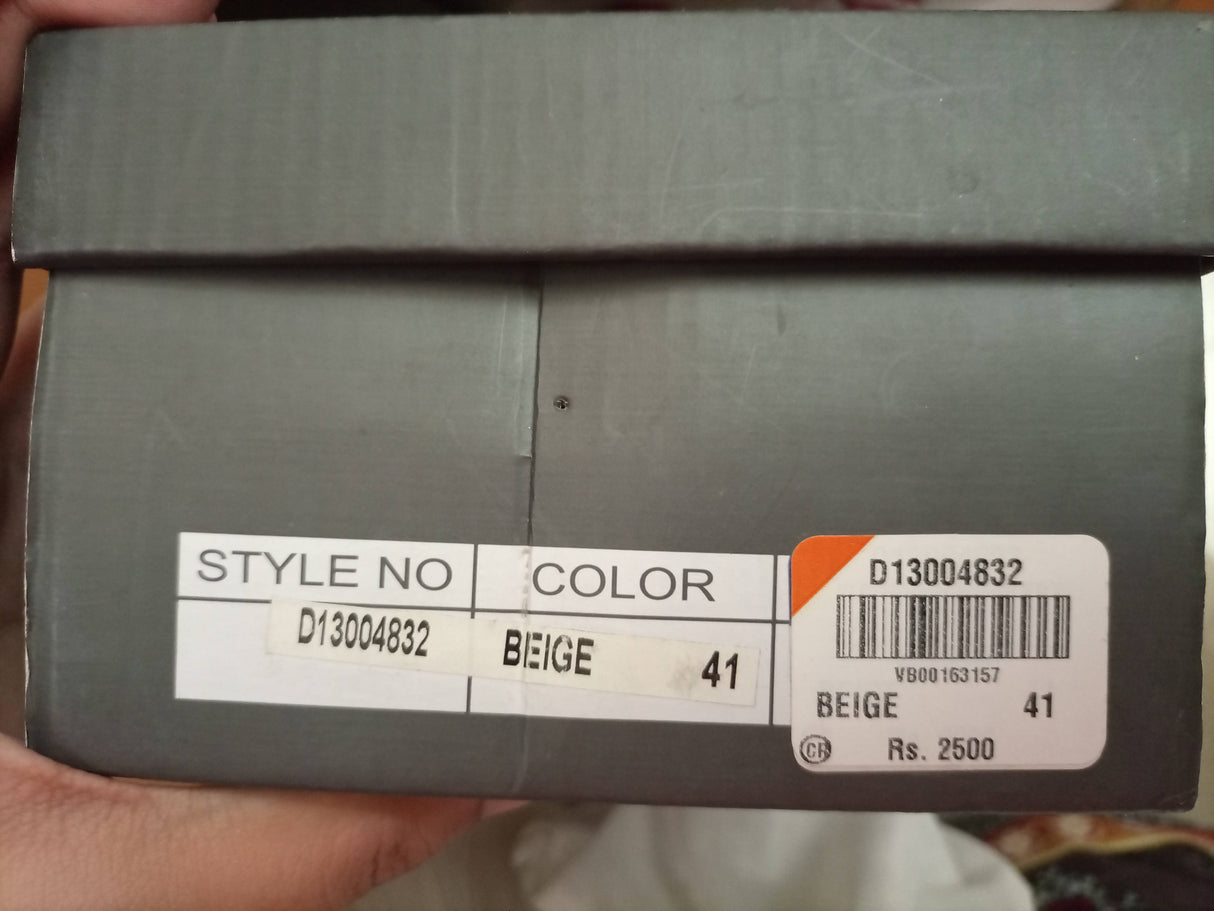 STYLE NO COLOR
D13004832 BEIGE 41
D13004832
VB00163157
BEIGE 41
CR Rs. 2500